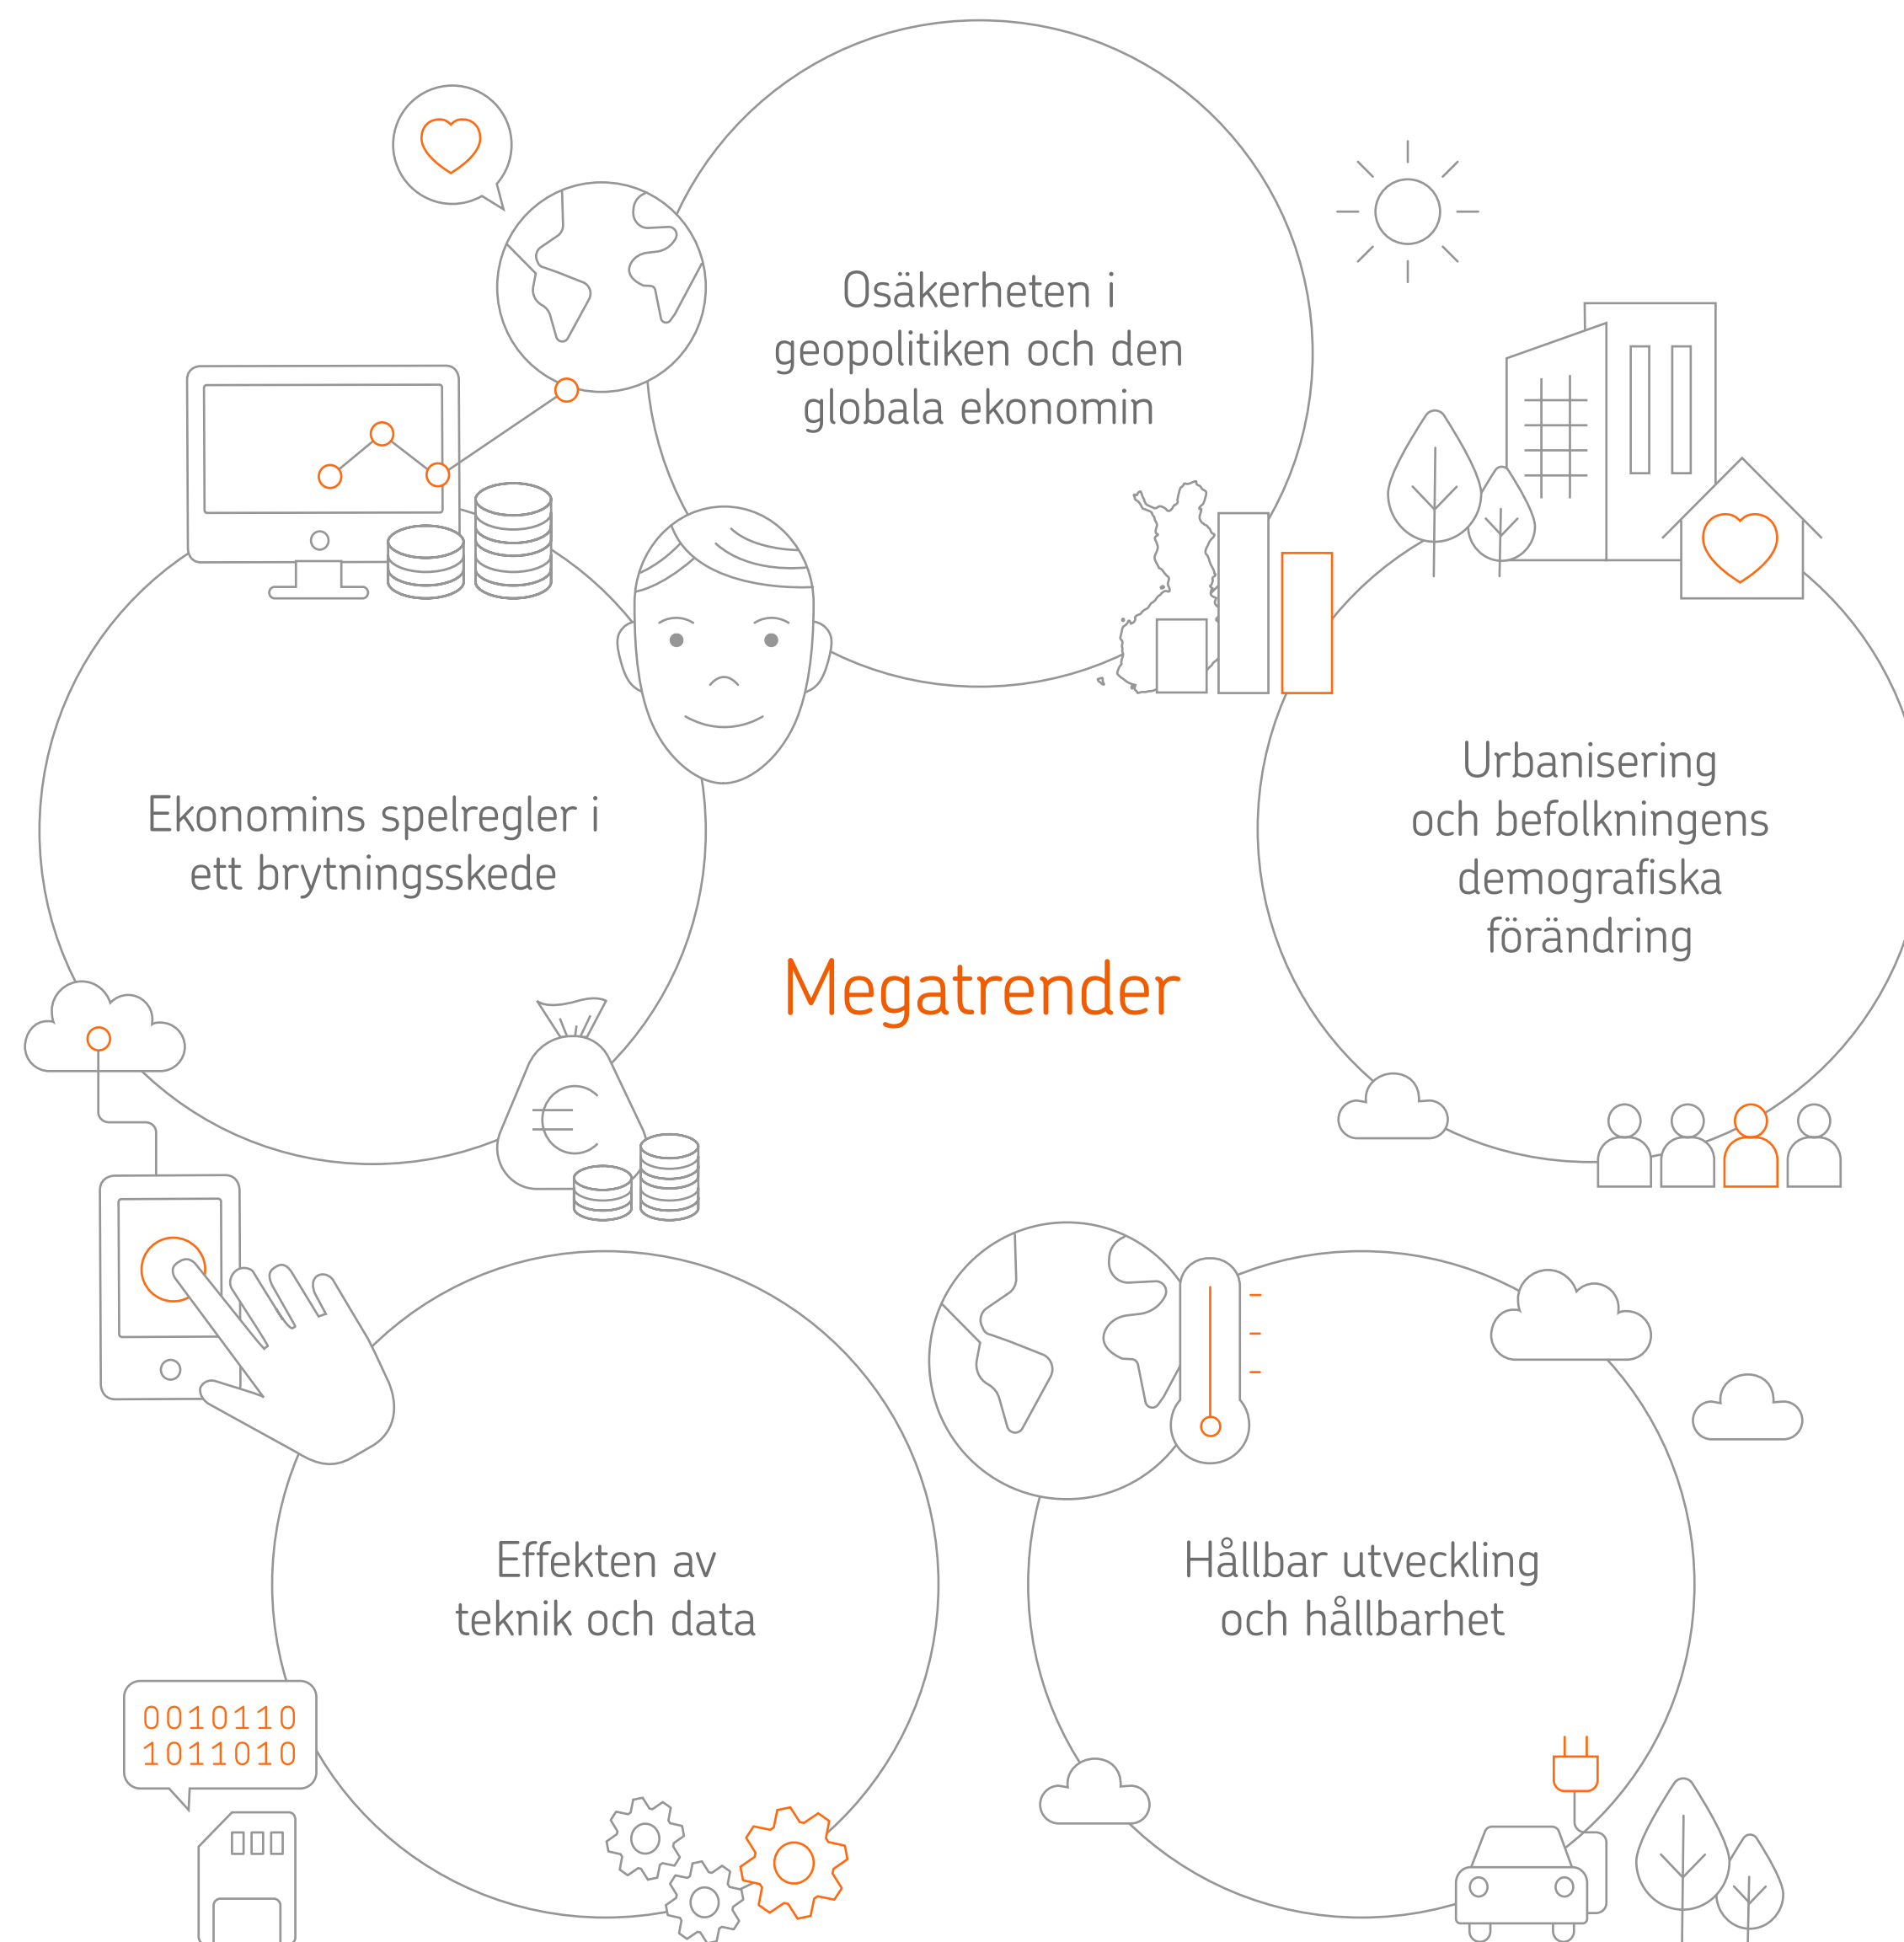 Osäkerheten i
geopolitiken och den
globala ekonomin
Ekonomins spelregler i
ett brytningsskede
Urbanisering
och befolkningens
demografiska
förändring
Megatrender
€
Effekten av
teknik och data
Hållbar utveckling
och hållbarhet
0010110
1011010